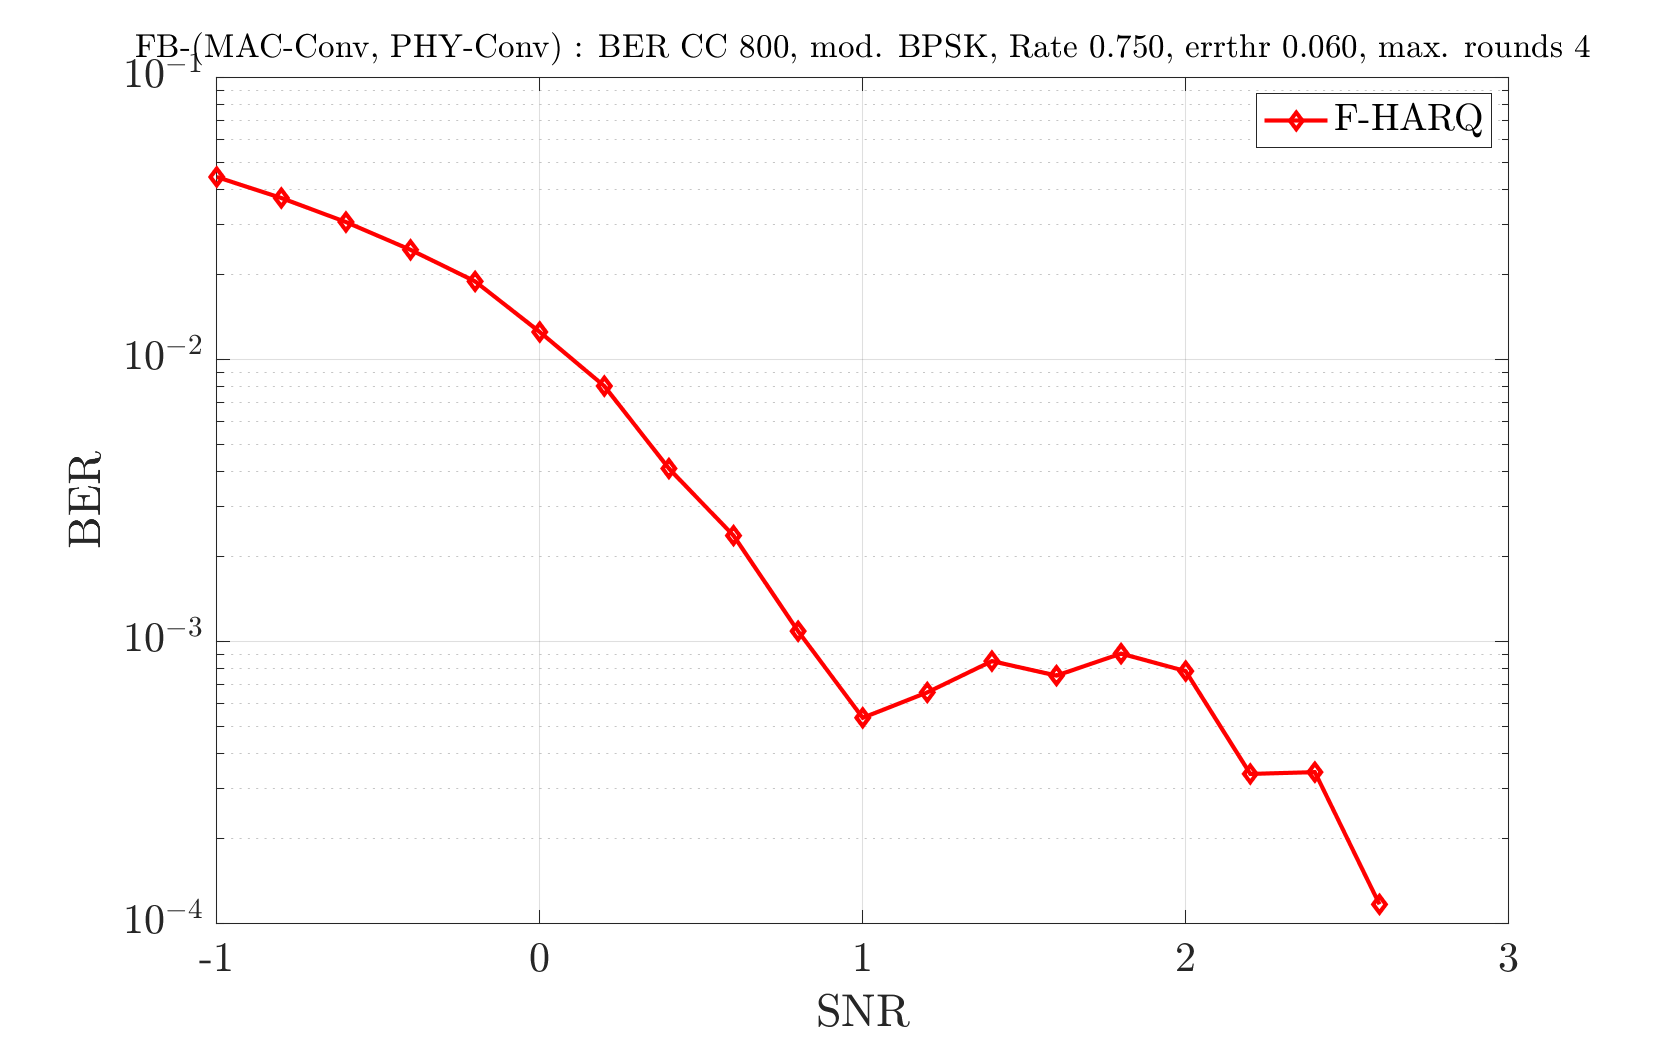 FB-(MAC-Conv, PHY-Conv) : BER CC 800, mod. BPSK, Rate 0.750, errthr 0.060, max. rounds 4
F-HARQ
10⁻¹
10⁻²
10⁻³
10⁻⁴
BER
-1 0 1 2 3
SNR